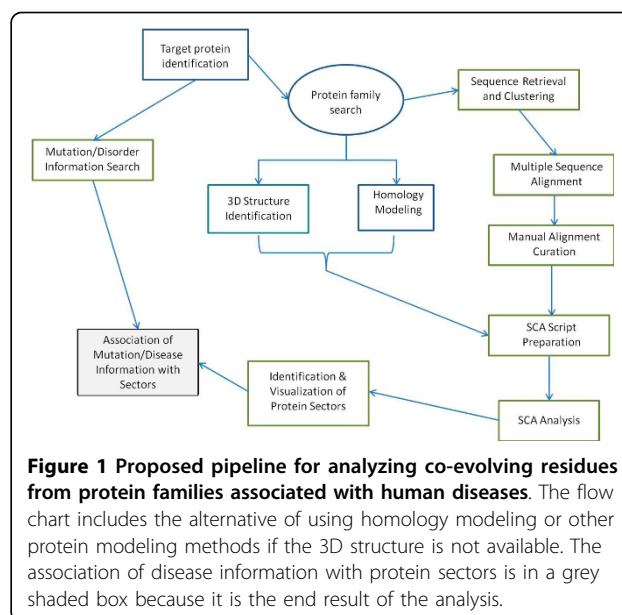 Target protein
identification
Protein family
search
Sequence Retrieval
and Clustering
Mutation/Disorder
Information Search
3D Structure
Identification
Homology
Modeling
Multiple Sequence
Alignment
Manual Alignment
Curation
SCA Script
Preparation
Association of
Mutation/Disease
Information with
Sectors
Identification &
Visualization of
Protein Sectors
SCA Analysis
Figure 1 Proposed pipeline for analyzing co-evolving residues
from protein families associated with human diseases. The flow
chart includes the alternative of using homology modeling or other
protein modeling methods if the 3D structure is not available. The
association of disease information with protein sectors is in a grey
shaded box because it is the end result of the analysis.